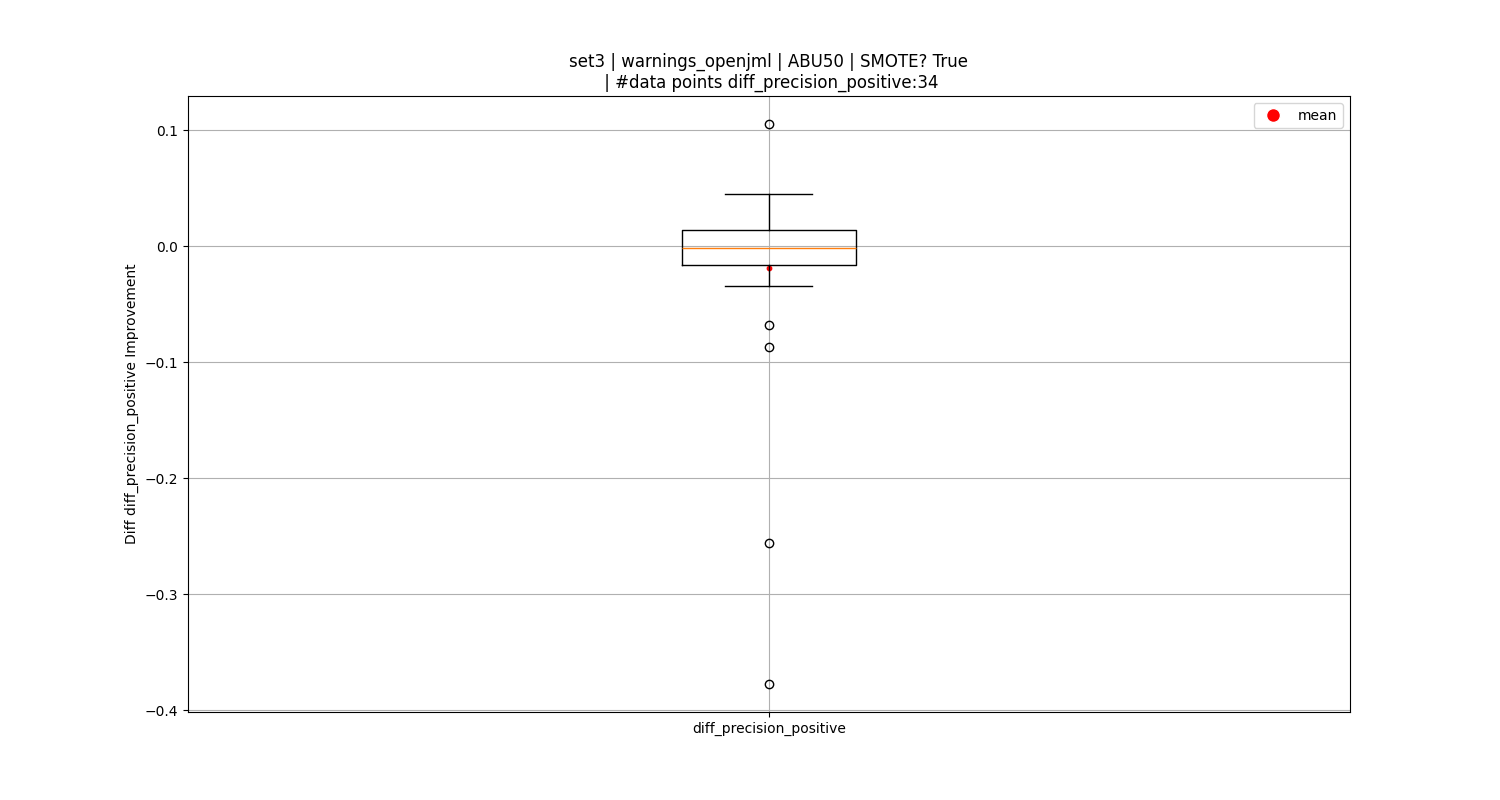 set3 | warnings_openjml | ABU50 | SMOTE? True
| #data points diff_precision_positive:34
mean
0.1
0.0
−0.1
−0.2
−0.3
−0.4
Diff diff_precision_positive Improvement
diff_precision_positive